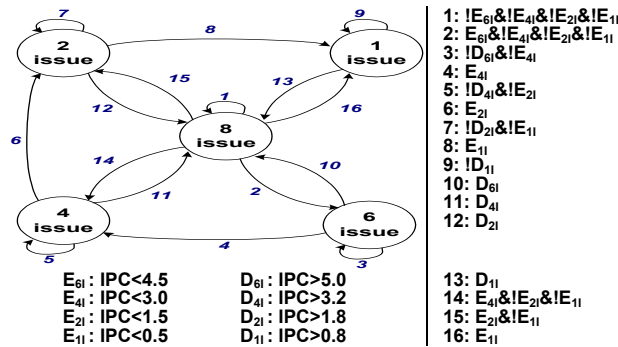 7
8
9
2
issue
1
issue
15
13
12
1
16
8
issue
6
14
10
11
2
4
issue
6
issue
4
5
3
E6I : IPC<4.5
E4I : IPC<3.0
E2I : IPC<1.5
E1I : IPC<0.5
D6I : IPC>5.0
D4I : IPC>3.2
D2I : IPC>1.8
D1I : IPC>0.8
1: !E6I&!E4I&!E2I&!E1I
2: E6I&!E4I&!E2I&!E1I
3: !D6I&!E4I
4: E4I
5: !D4I&!E2I
6: E2I
7: !D2I&!E1I
8: E1I
9: !D1I
10: D6I
11: D4I
12: D2I
13: D1I
14: E4I&!E2I&!E1I
15: E2I&!E1I
16: E1I